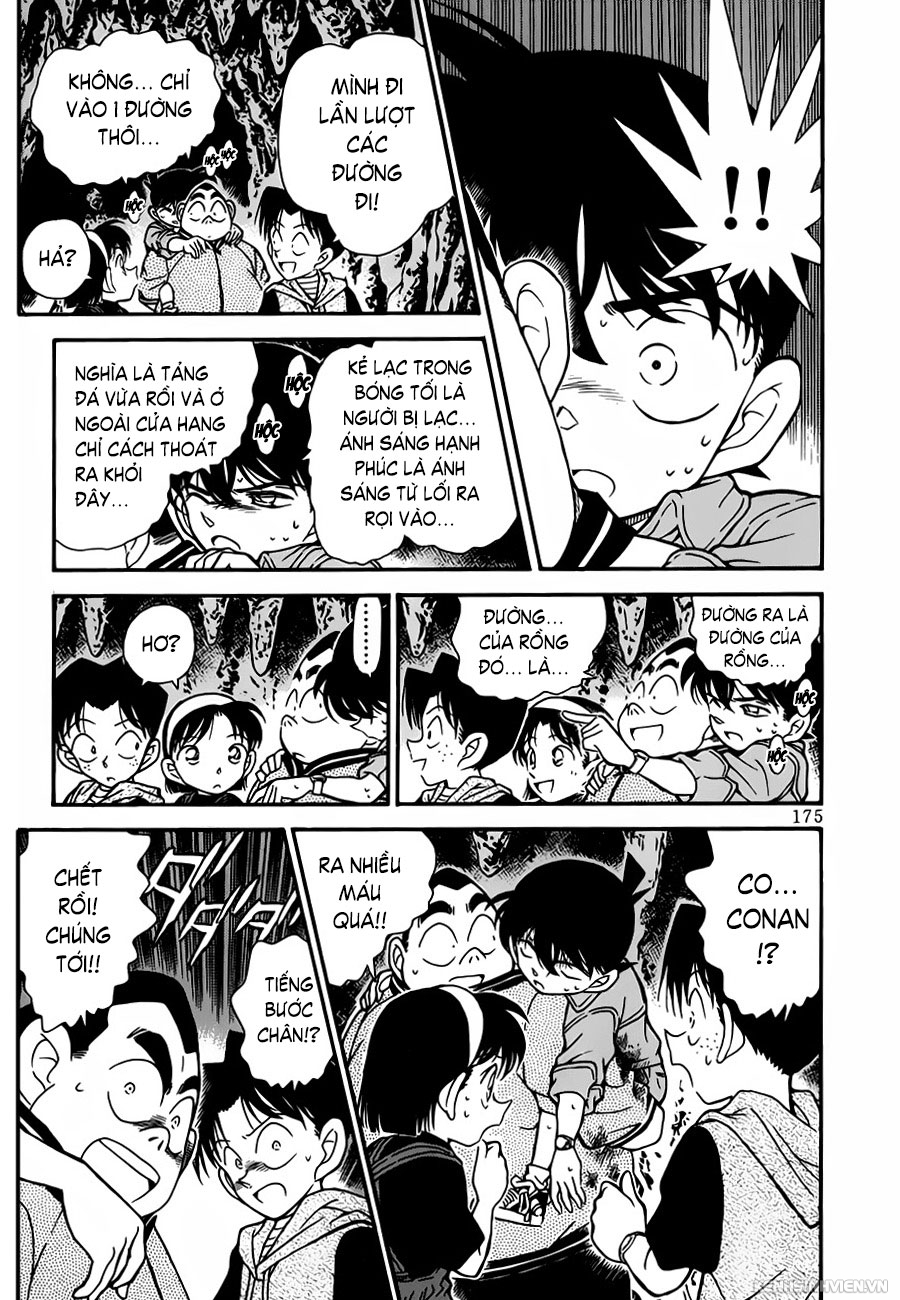 !!
MÌNH ĐI
LẦN LƯỢT
CÁC
ĐƯỜNG
ĐI!
KHÔNG... CHỈ
VÀO 1 ĐƯỜNG
THÔI...
HỘC
HỘC
HỘC
HẢ?
KẺ LẠC TRONG
BÓNG TỐI LÀ
NGƯỜI BỊ LẠC...
ÁNH SÁNG HẠNH
PHÚC LÀ ÁNH
SÁNG TỪ LỐI RA
RỌI VÀO...
HỘC
HỘC
NGHĨA LÀ TẢNG
ĐÁ VỪA RỒI VÀ Ở
NGOÀI CỬA HANG
CHỈ CÁCH THOÁT
RA KHỎI
ĐÂY...
ĐƯỜNG RA LÀ
ĐƯỜNG CỦA
RỒNG...
HỘC
HỘC
ĐƯỜNG...
CỦA RỒNG
ĐÓ... LÀ...
........
HƠ?
175
CO...
CONAN
!?
RA NHIỀU
MÁU
QUÁ!!
TIẾNG
BƯỚC
CHÂN!?
ダダダ
CHẾT
RỒI!
CHÚNG
TỚI!!